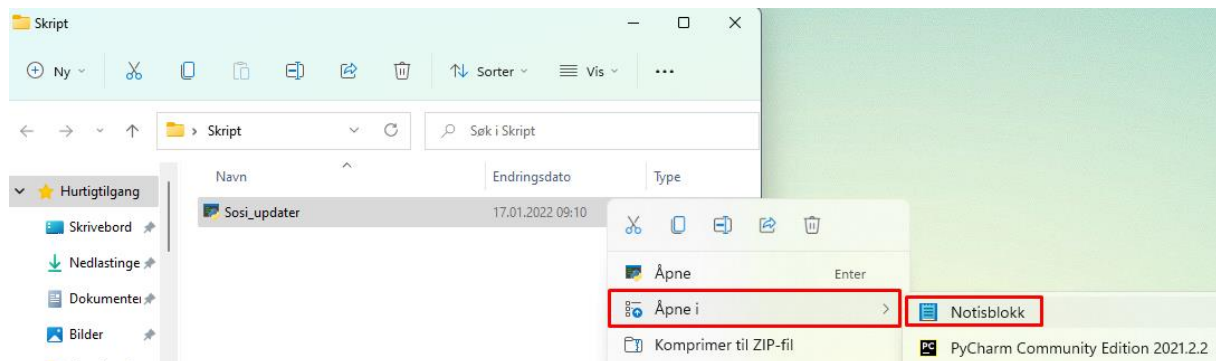 Skript
Ny
Sorter
Vis
Skript
Søk i Skript
Navn
Endringsdato
Type
Hurtigtilgang
Sosi_updater
17.01.2022 09:10
Skrivebord
Nedlastinge
Åpne
Enter
Dokumenter
Åpne i
Notisblokk
Bilder
Komprimer til ZIP-fil
PC
PyCharm Community Edition 2021.2.2